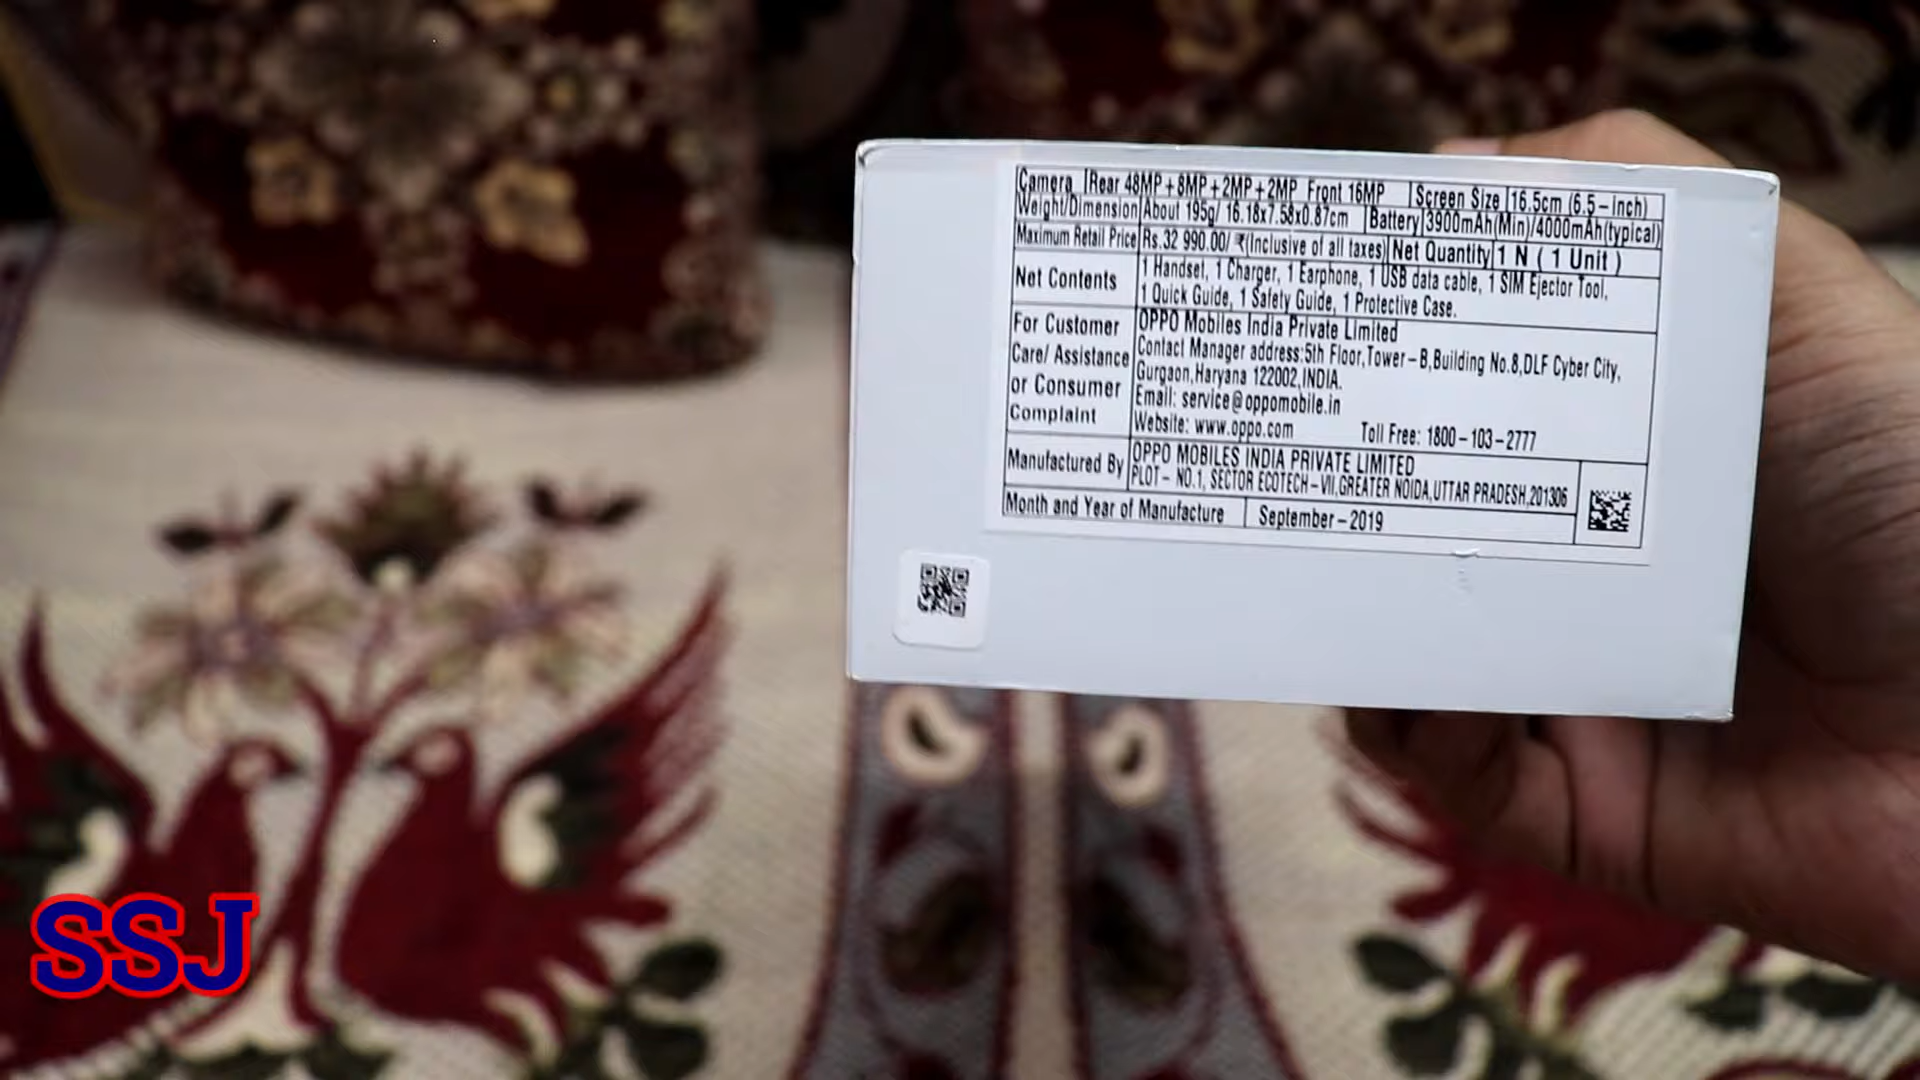 Camera Rear 48MP+8MP+2MP+2MP Front 16MP Screen Size 16.5cm (6.5-inch)
Weight/Dimension About 195g/ 16.18x7.58x0.87cm Battery 3900mAh(Min)/4000mAh(typical)
Maximum Retail Price Rs.32 990.00/ ₹(Inclusive of all taxes) Net Quantity 1 N ( 1 Unit )
Net Contents 1 Handset, 1 Charger, 1 Earphone, 1 USB data cable, 1 SIM Ejector Tool,
1 Quick Guide, 1 Safety Guide, 1 Protective Case.
For Customer
Care/ Assistance
or Consumer
Complaint
OPPO Mobiles India Private Limited
Contact Manager address:5th Floor,Tower-B,Building No.8,DLF Cyber City,
Gurgaon,Haryana 122002,INDIA.
Email: service@oppomobile.in
Website: www.oppo.com Toll Free: 1800-103-2777
Manufactured By OPPO MOBILES INDIA PRIVATE LIMITED
PLOT- NO.1, SECTOR ECOTECH-VII,GREATER NOIDA,UTTAR PRADESH,201306
Month and Year of Manufacture September-2019
SSJ